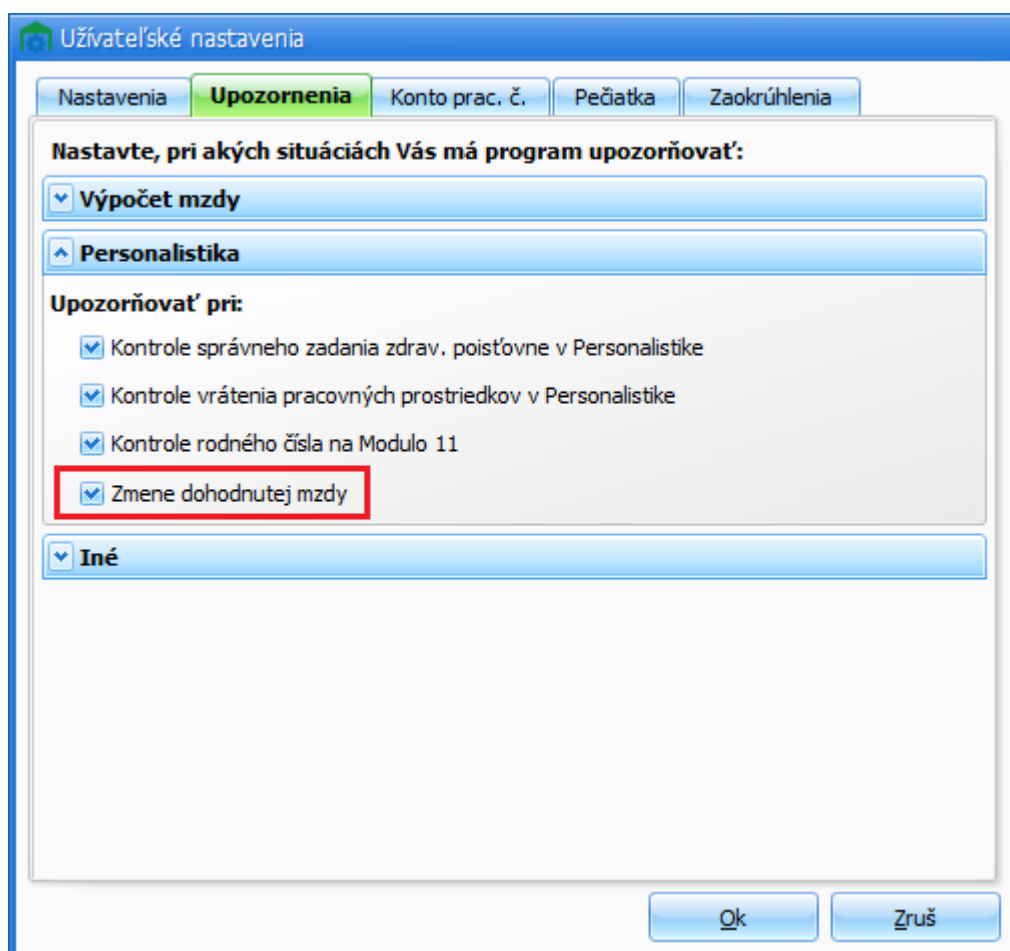 Užívateľské nastavenia
Nastavenia Upozornenia Konto prac. č. Pečiatka Zaokrúhlenia
Nastavte, pri akých situáciách Vás má program upozorňovať:
Výpočet mzdy
Personalistika
Upozorňovať pri:
Kontrole správneho zadania zdrav. poisťovne v Personalistike
Kontrole vrátenia pracovných prostriedkov v Personalistike
Kontrole rodného čísla na Modulo 11
Zmene dohodnutej mzdy
Iné
Ok Zruš